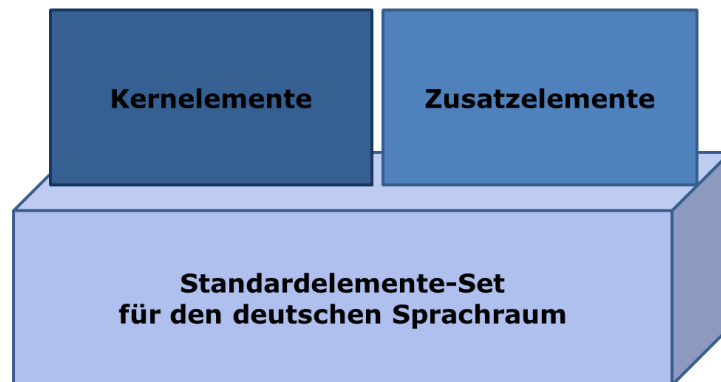 Kernelemente
Zusatzelemente
Standardelemente-Set
für den deutschen Sprachraum